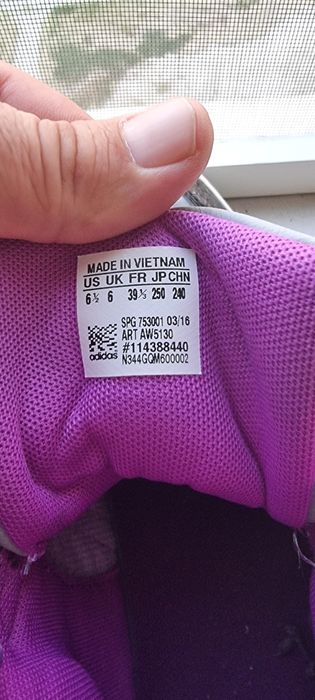 MADE IN VIETNAM
US UK FR JP CHN
6½ 6 39⅓ 250 240
SPG 753001 03/16
ART AW5130
#114388440
adidas N344GQM600002